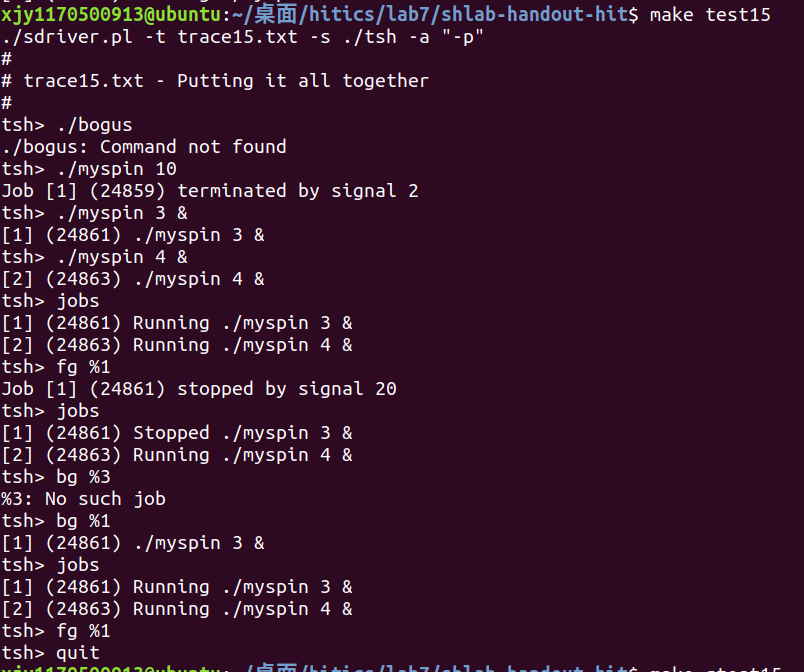 xjy1170500913@ubuntu:~/桌面/hitics/lab7/shlab-handout-hit$ make test15
./sdriver.pl -t trace15.txt -s ./tsh -a "-p"
#
# trace15.txt - Putting it all together
#
tsh> ./bogus
./bogus: Command not found
tsh> ./myspin 10
Job [1] (24859) terminated by signal 2
tsh> ./myspin 3 &
[1] (24861) ./myspin 3 &
tsh> ./myspin 4 &
[2] (24863) ./myspin 4 &
tsh> jobs
[1] (24861) Running ./myspin 3 &
[2] (24863) Running ./myspin 4 &
tsh> fg %1
Job [1] (24861) stopped by signal 20
tsh> jobs
[1] (24861) Stopped ./myspin 3 &
[2] (24863) Running ./myspin 4 &
tsh> bg %3
%3: No such job
tsh> bg %1
[1] (24861) ./myspin 3 &
tsh> jobs
[1] (24861) Running ./myspin 3 &
[2] (24863) Running ./myspin 4 &
tsh> fg %1
tsh> quit